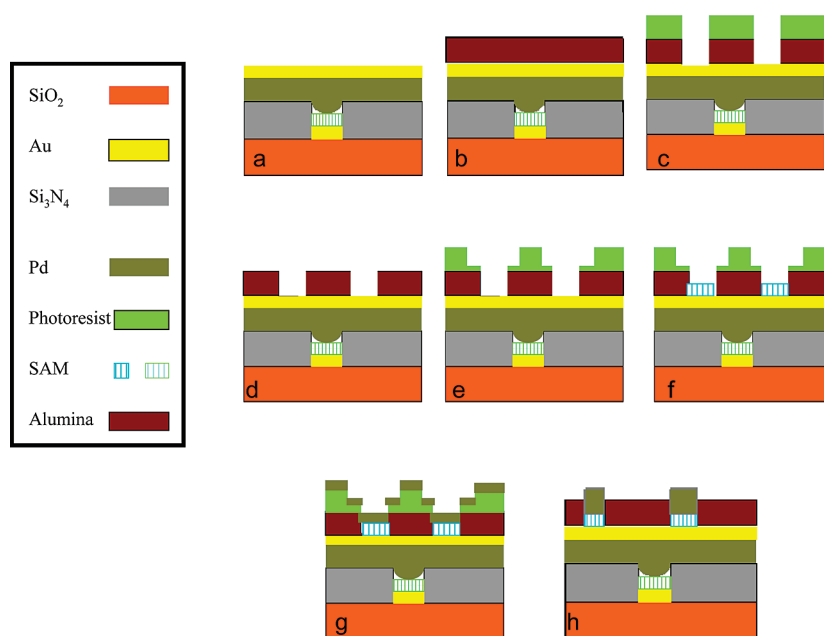 SiO₂
Au
Si₃N₄
Pd
Photoresist
SAM
Alumina
a
b
c
d
e
f
g
h